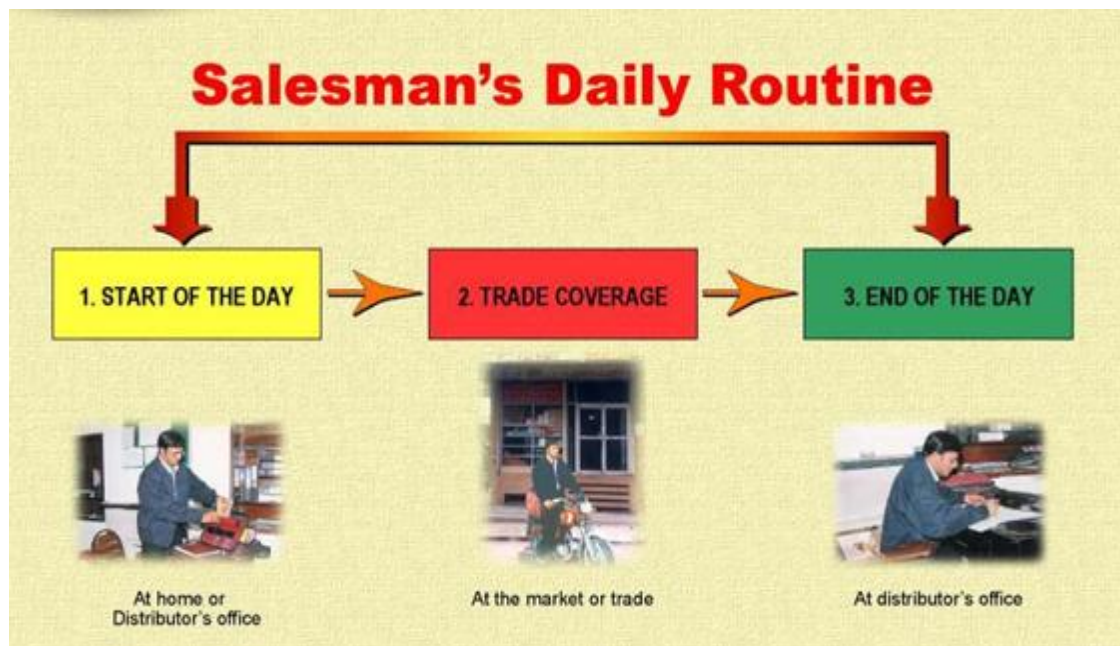 Salesman's Daily Routine
1. START OF THE DAY
2. TRADE COVERAGE
3. END OF THE DAY
At home or
Distributor's office
At the market or trade
At distributor's office